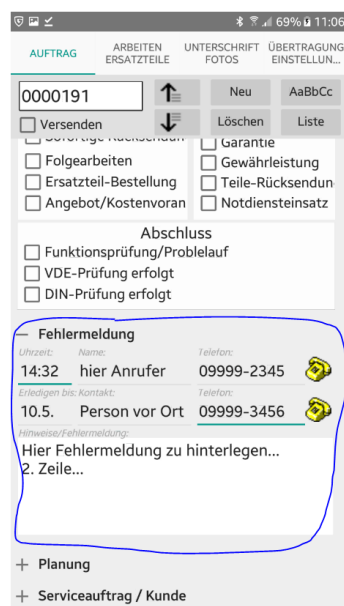 69% 11:06
AUFTRAG
ARBEITEN
ERSATZTEILE
UNTERSCHRIFT
FOTOS
ÜBERTRAGUNG
EINSTELLUN...
0000191
Neu
AaBbCc
Versenden
Löschen
Liste
Sofortige Rücksendun
Garantie
Folgearbeiten
Gewährleistung
Ersatzteil-Bestellung
Teile-Rücksendun
Angebot/Kostenvoran
Notdiensteinsatz
Abschluss
Funktionsprüfung/Problelauf
VDE-Prüfung erfolgt
DIN-Prüfung erfolgt
— Fehlermeldung
Uhrzeit: Name: Telefon:
14:32 hier Anrufer 09999-2345
Erledigen bis: Kontakt: Telefon:
10.5. Person vor Ort 09999-3456
Hinweise/Fehlermeldung:
Hier Fehlermeldung zu hinterlegen...
2. Zeile...
+ Planung
+ Serviceauftrag / Kunde